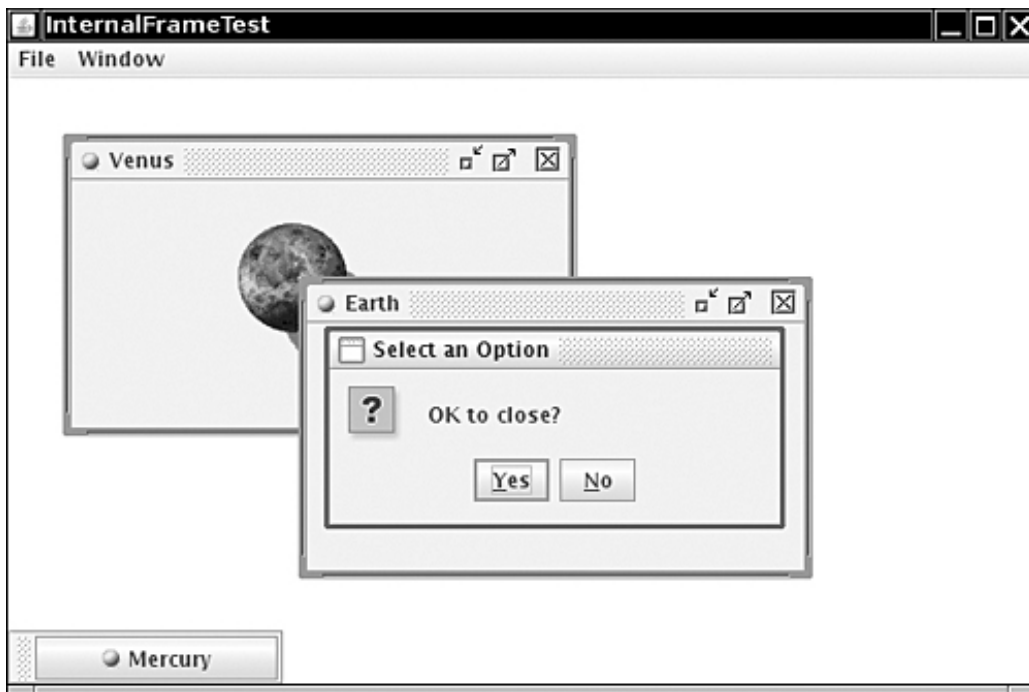 InternalFrameTest
File Window
Venus
Earth
Select an Option
?
OK to close?
Yes No
Mercury